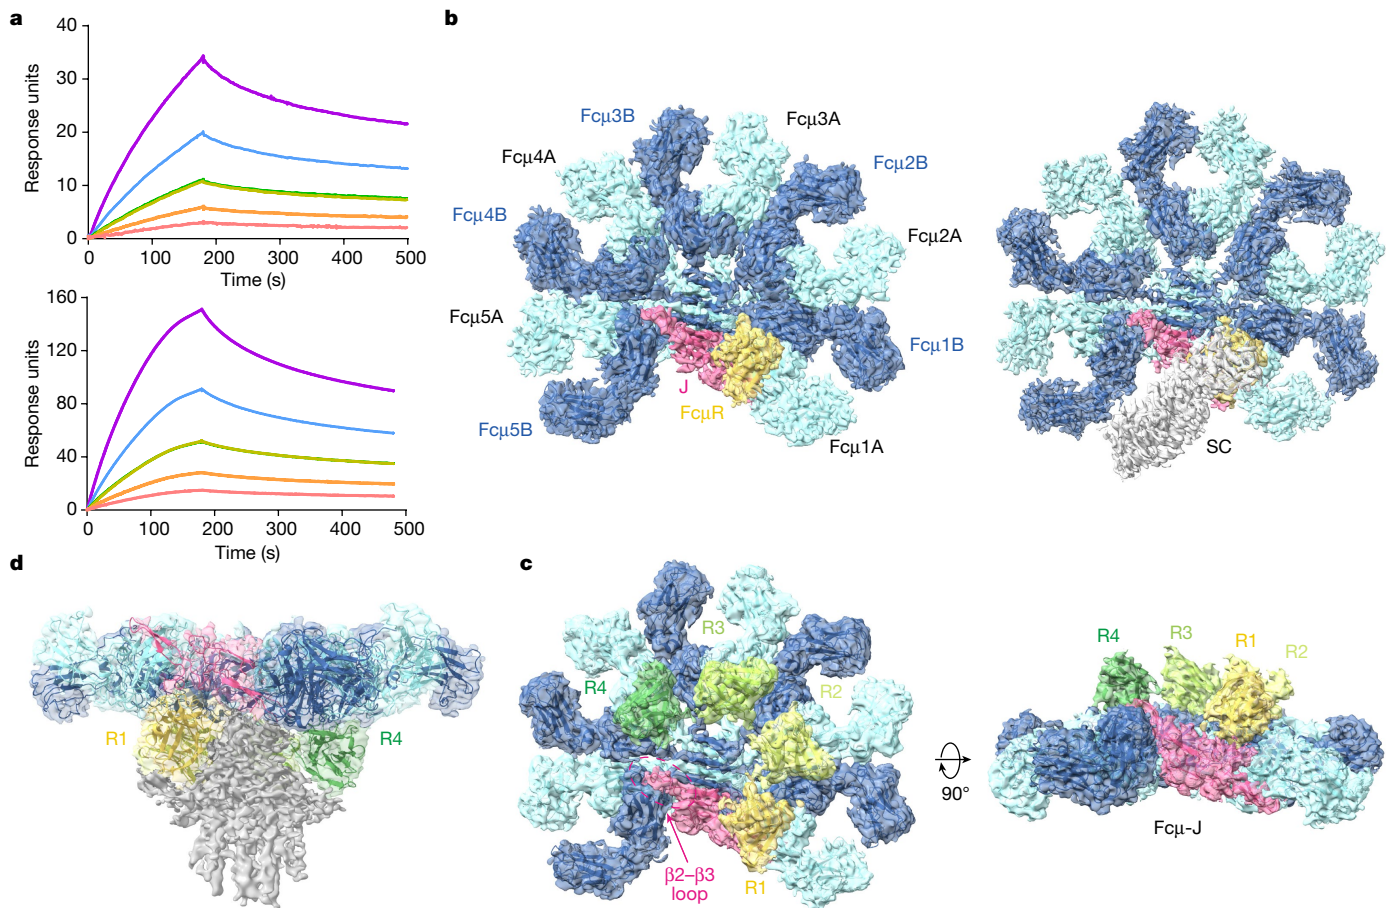 a
40
30
20
10
0
Response units
0 100 200 300 400 500
Time (s)
160
120
80
40
0
Response units
0 100 200 300 400 500
Time (s)
b
Fcμ3B
Fcμ3A
Fcμ4A
Fcμ2B
Fcμ4B
Fcμ2A
Fcμ5A
Fcμ1B
J
FcμR
Fcμ5B
Fcμ1A
SC
d
R1
R4
c
R3
R4
R2
β2–β3
loop
R1
90°
R4
R3
R1
R2
Fcμ-J